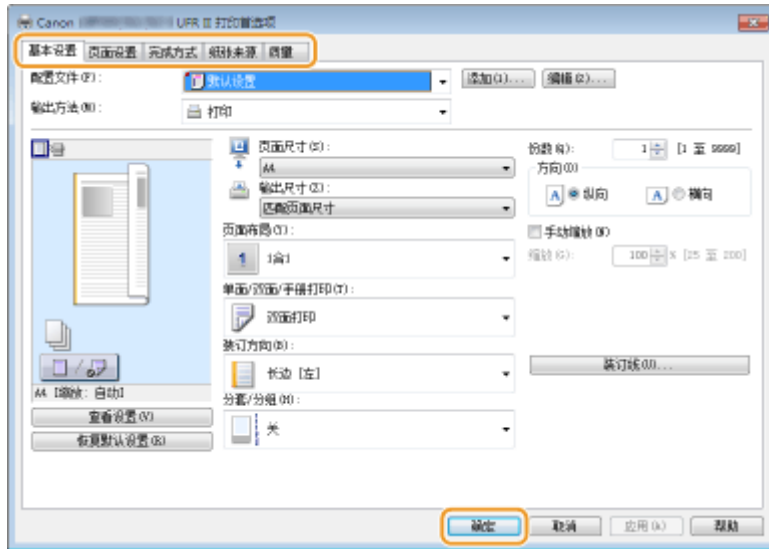 Canon UFR II 打印首选项
基本设置 页面设置 完成方式 纸张来源 质量
配置文件(F): 默认设置 添加(1)... 编辑(2)...
输出方法(M): 打印
页面尺寸(S): A4
输出尺寸(Z): 匹配页面尺寸
份数(Q): 1 [1 至 9999]
方向(O)
A 纵向 A 横向
手动缩放(N)
缩放(G): 100 % [25 至 200]
页面布局(T):
1 1合1
单面/双面/手册打印(T):
双面打印
装订方向(B):
长边 [左]
装订线(U)...
分套/分组(H):
关
A4 [缩放: 自动]
查看设置(V)
恢复默认设置(R)
确定 取消 应用(A) 帮助